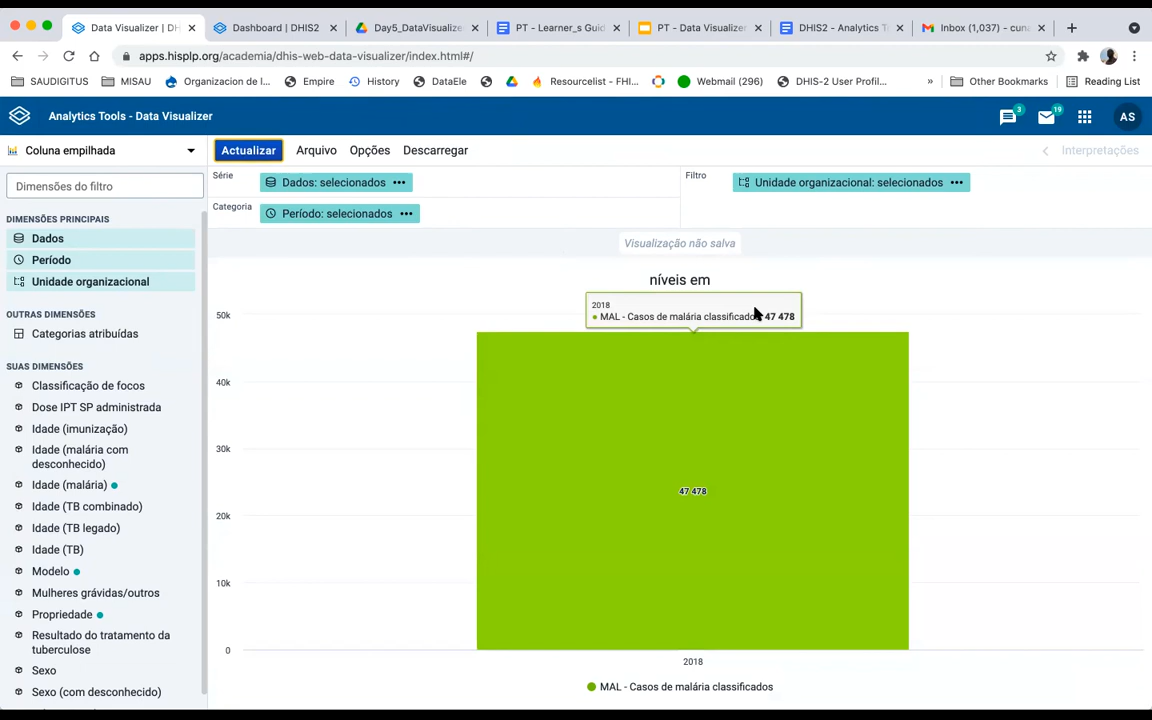 Data Visualizer | DH
Dashboard | DHIS2
Day5_DataVisualize
PT - Learner_s Guid
PT - Data Visualizer
DHIS2 - Analytics T
Inbox (1,037) - cuna
apps.hisplp.org/academia/dhis-web-data-visualizer/index.html#/
SAUDIGITUS
MISAU
Organizacion de I...
Empire
History
DataEle
Resourcelist - FHI...
Webmail (296)
DHIS-2 User Profil...
»
Other Bookmarks
Reading List
Analytics Tools - Data Visualizer
3
19
AS
Coluna empilhada
Actualizar
Arquivo
Opções
Descarregar
Interpretações
Dimensões do filtro
Série
Dados: selecionados
Filtro
Unidade organizacional: selecionados
Categoria
Período: selecionados
DIMENSÕES PRINCIPAIS
Dados
Período
Unidade organizacional
OUTRAS DIMENSÕES
Categorias atribuídas
SUAS DIMENSÕES
Classificação de focos
Dose IPT SP administrada
Idade (imunização)
Idade (malária com
desconhecido)
Idade (malária)
Idade (TB combinado)
Idade (TB legado)
Idade (TB)
Modelo
Mulheres grávidas/outros
Propriedade
Resultado do tratamento da
tuberculose
Sexo
Sexo (com desconhecido)
Visualização não salva
níveis em
2018
MAL - Casos de malária classificados 47 478
50k
40k
30k
20k
10k
0
47 478
2018
MAL - Casos de malária classificados